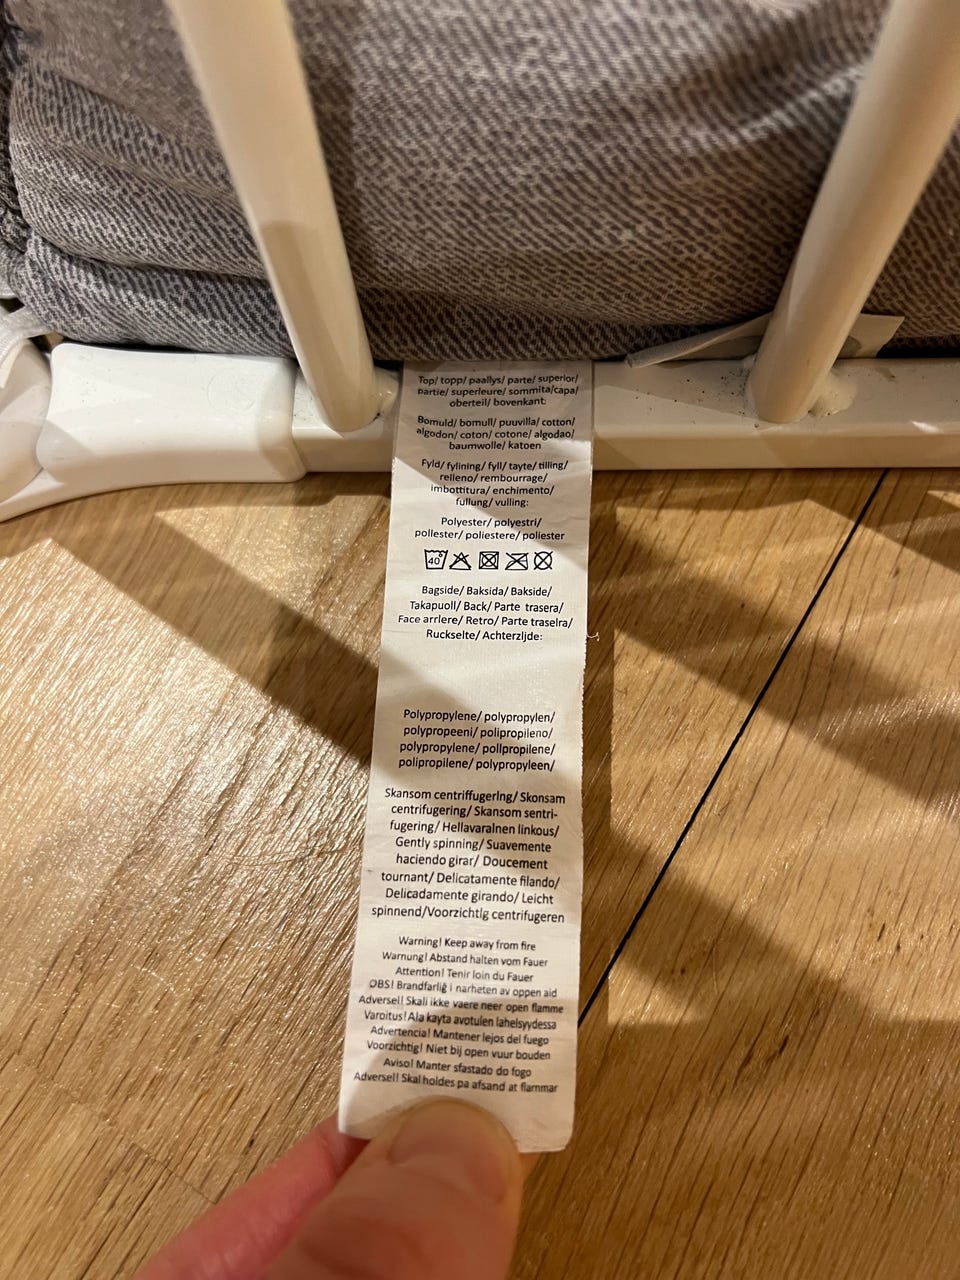 Top/ topp/ paallys/ parte/ superior/
partie/ superleure/ sommita/capa/
oberteil/ bovenkant:
Bomuld/ bomull/ puuvilla/ cotton/
algodon/ coton/ cotone/ algodao/
baumwolle/ katoen
Fyld/ fylining/ fyll/ tayte/ tilling/
relleno/ rembourrage/
imbottitura/ enchimento/
fullung/ vulling:
Polyester/ polyestri/
pollester/ poliestere/ poliester
40°
Bagside/ Baksida/ Bakside/
Takapuoll/ Back/ Parte trasera/
Face arrlere/ Retro/ Parte traselra/
Ruckselte/ Achterzljde:
Polypropylene/ polypropylen/
polypropeeni/ polipropileno/
polypropylene/ pollpropilene/
polipropilene/ polypropyleen/
Skansom centriffugerlng/ Skonsam
centrifugering/ Skansom sentri-
fugering/ Hellavaralnen linkous/
Gently spinning/ Suavemente
haciendo girar/ Doucement
tournant/ Delicatamente filando/
Delicadamente girando/ Leicht
spinnend/Voorzichtlg centrifugeren
Warning! Keep away from fire
Warnung! Abstand halten vom Fauer
Attention! Tenir loin du Fauer
OBS! Brandfarlig i narheten av oppen aid
Adversel! Skali ikke vaere neer open flamme
Varoitus! Ala kayta avotulen lahelsyydessa
Advertencia! Mantener lejos del fuego
Voorzichtig! Niet bij open vuur bouden
Aviso! Manter sfastado do fogo
Adversel! Skal holdes pa afsand at flammar